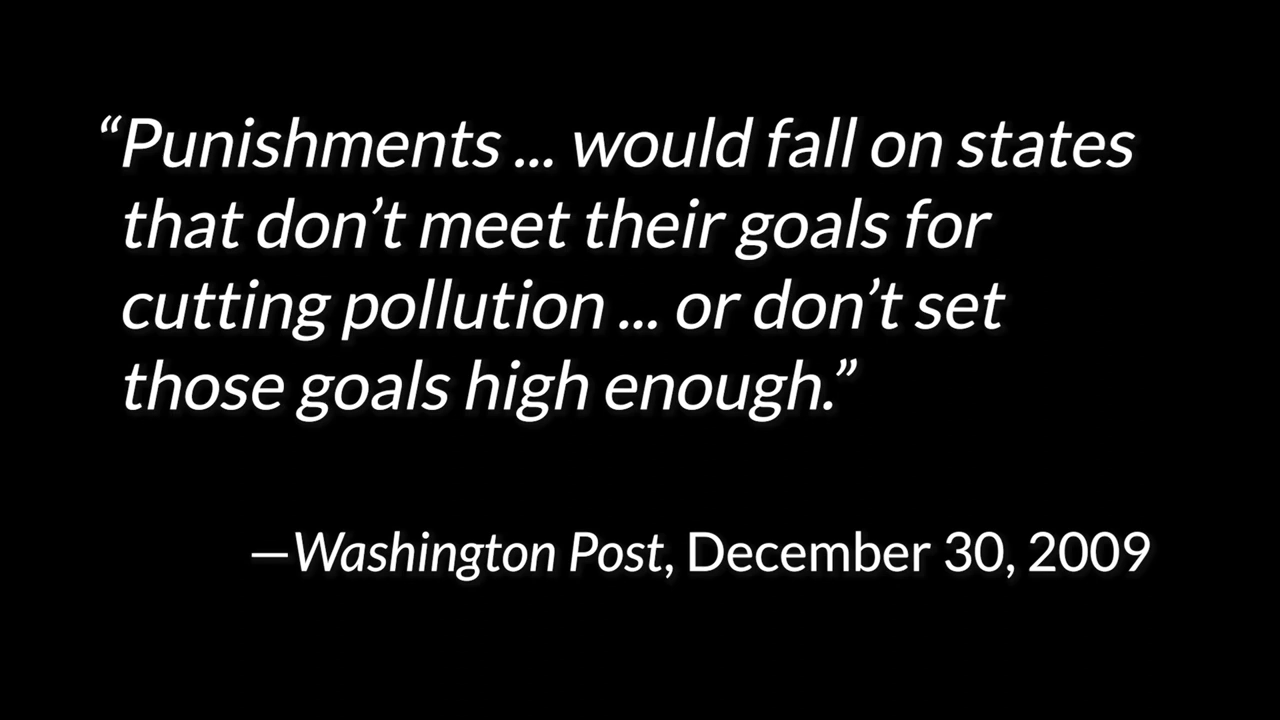 “Punishments ... would fall on states
that don’t meet their goals for
cutting pollution ... or don’t set
those goals high enough.”
—Washington Post, December 30, 2009